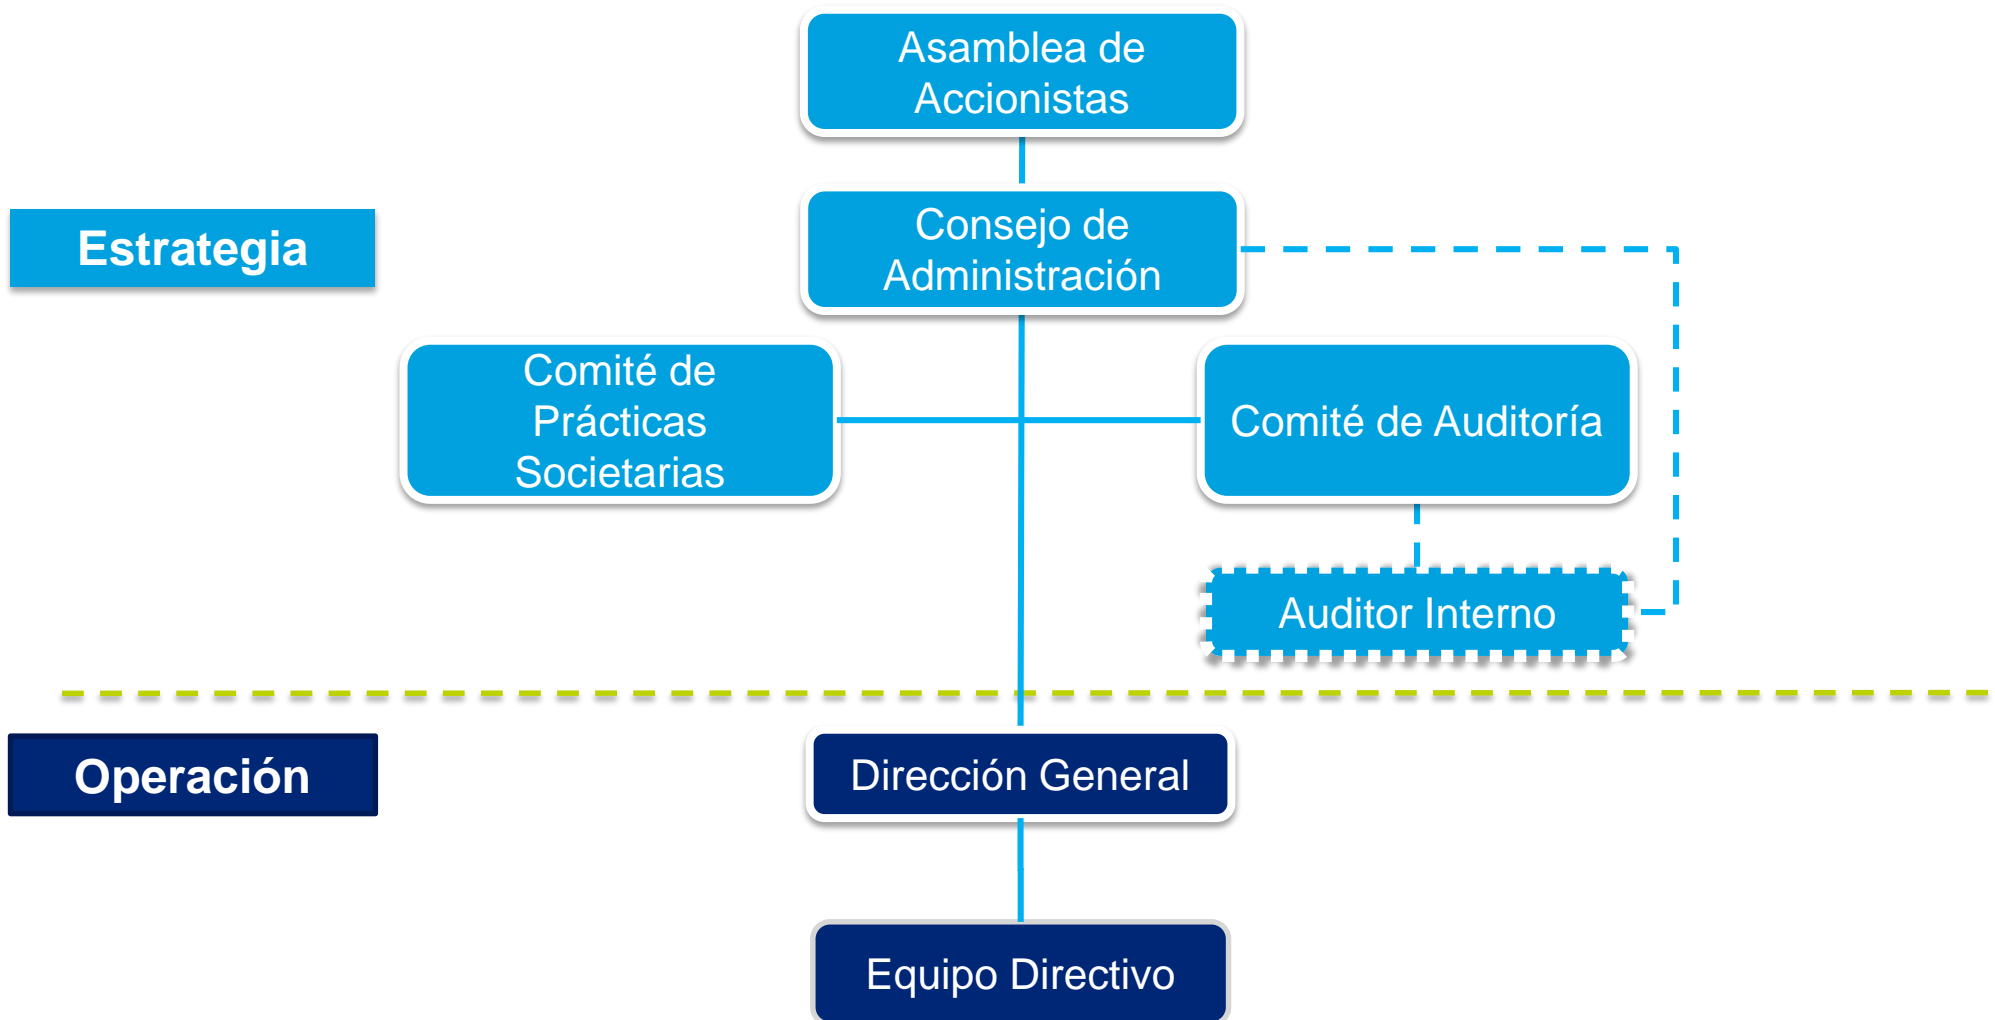 Asamblea de
Accionistas
Estrategia
Consejo de
Administración
Comité de
Prácticas
Societarias
Comité de Auditoría
Auditor Interno
Operación
Dirección General
Equipo Directivo